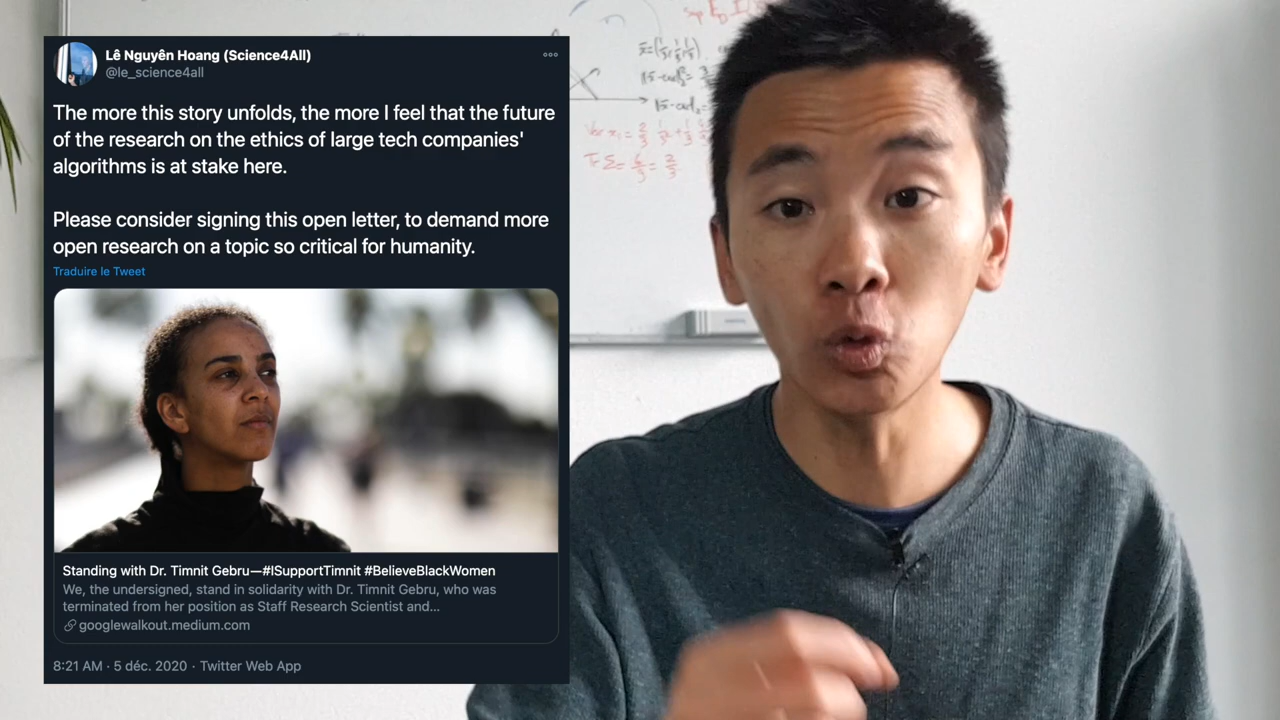 Lê Nguyên Hoang (Science4All)
@le_science4all
The more this story unfolds, the more I feel that the future
of the research on the ethics of large tech companies'
algorithms is at stake here.
Please consider signing this open letter, to demand more
open research on a topic so critical for humanity.
Traduire le Tweet
Standing with Dr. Timnit Gebru—#ISupportTimnit #BelieveBlackWomen
We, the undersigned, stand in solidarity with Dr. Timnit Gebru, who was
terminated from her position as Staff Research Scientist and...
googlewalkout.medium.com
8:21 AM · 5 déc. 2020 · Twitter Web App